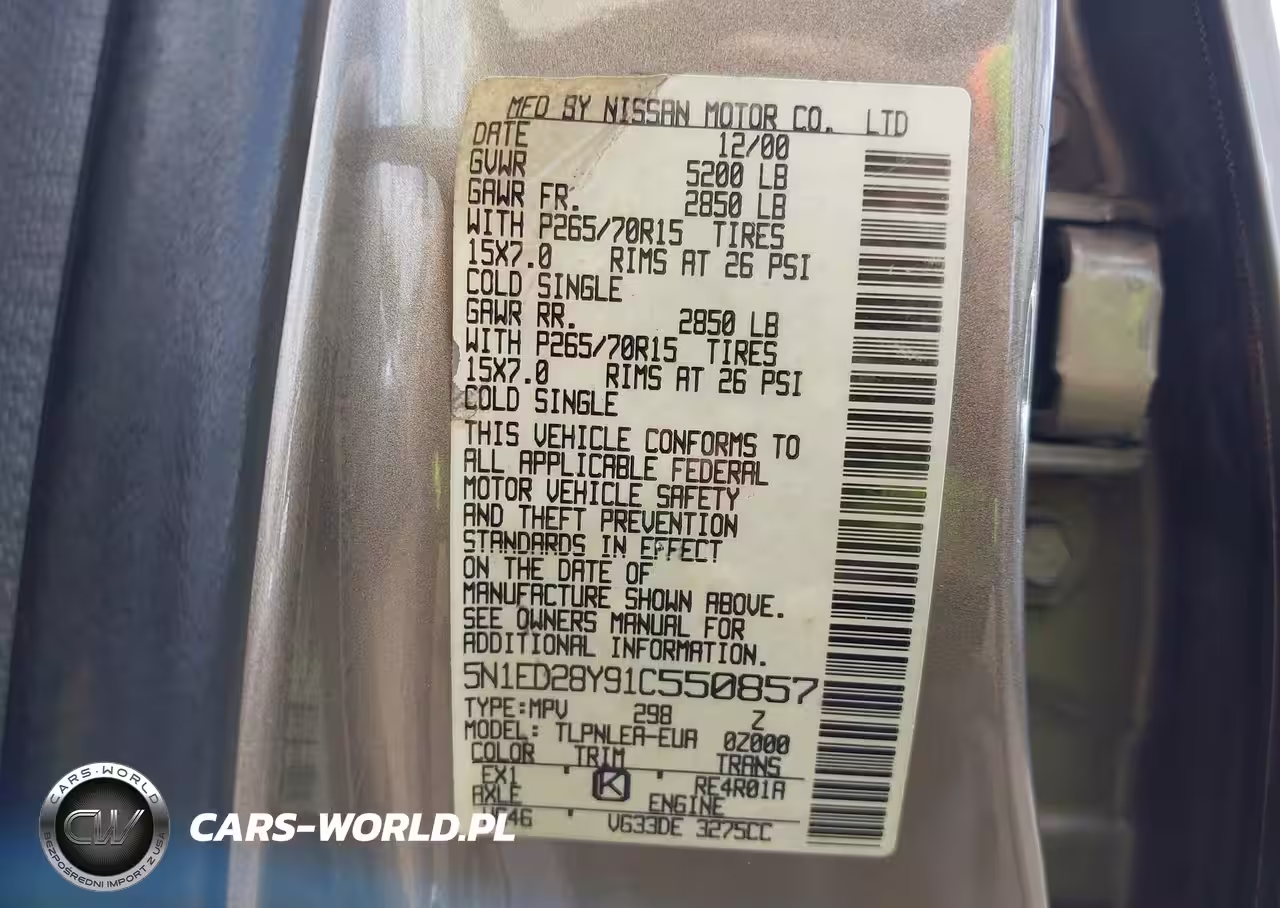 MFD BY NISSAN MOTOR CO. LTD
DATE 12/00
GVWR 5200 LB
GAWR FR. 2850 LB
WITH P265/70R15 TIRES
15X7.0 RIMS AT 26 PSI
COLD SINGLE
GAWR RR. 2850 LB
WITH P265/70R15 TIRES
15X7.0 RIMS AT 26 PSI
COLD SINGLE
THIS VEHICLE CONFORMS TO
ALL APPLICABLE FEDERAL
MOTOR VEHICLE SAFETY
AND THEFT PREVENTION
STANDARDS IN EFFECT
ON THE DATE OF
MANUFACTURE SHOWN ABOVE.
SEE OWNERS MANUAL FOR
ADDITIONAL INFORMATION.
5N1ED28Y91C550857
TYPE:MPV 298 Z
MODEL: TLPNLEA-EUA 0Z000
COLOR TRIM TRANS
EX1 K RE4R01A
AXLE ENGINE
VG33DE 3275CC
CARS-WORLD
CW
BEZPOŚREDNI IMPORT Z USA
CARS-WORLD.PL